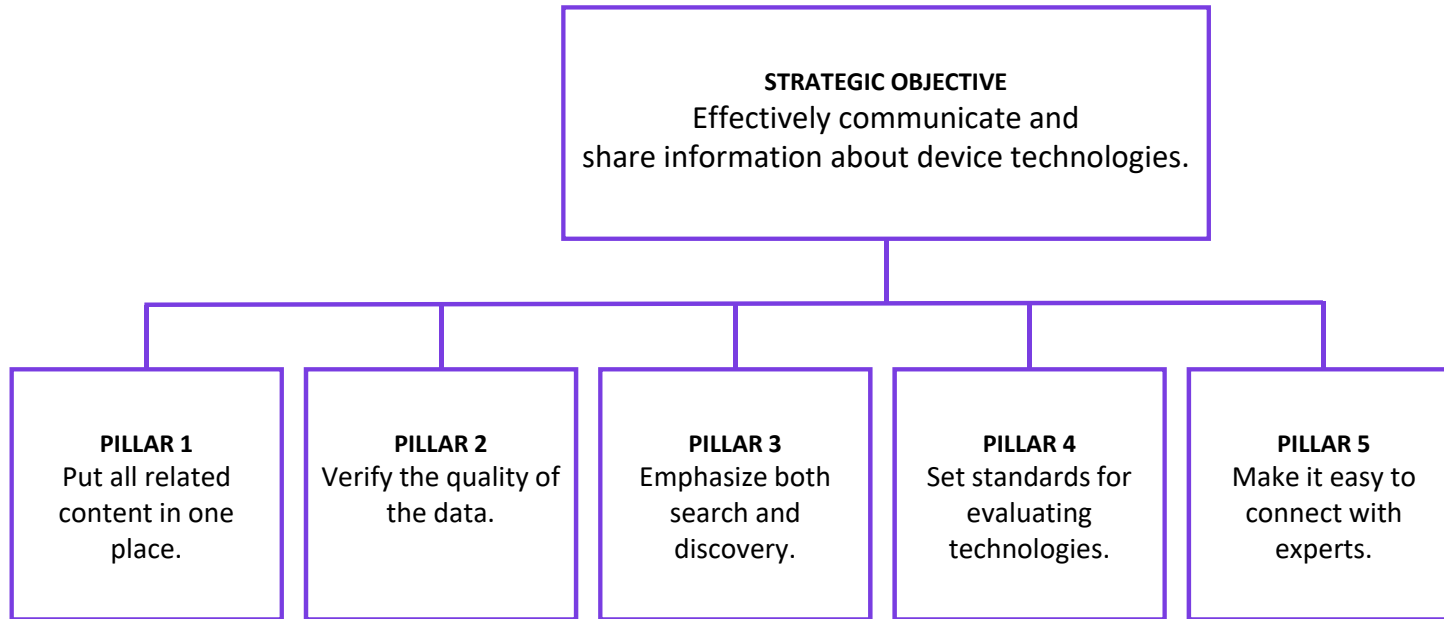 STRATEGIC OBJECTIVE
Effectively communicate and
share information about device technologies.
PILLAR 1
Put all related
content in one
place.
PILLAR 2
Verify the quality of
the data.
PILLAR 3
Emphasize both
search and
discovery.
PILLAR 4
Set standards for
evaluating
technologies.
PILLAR 5
Make it easy to
connect with
experts.